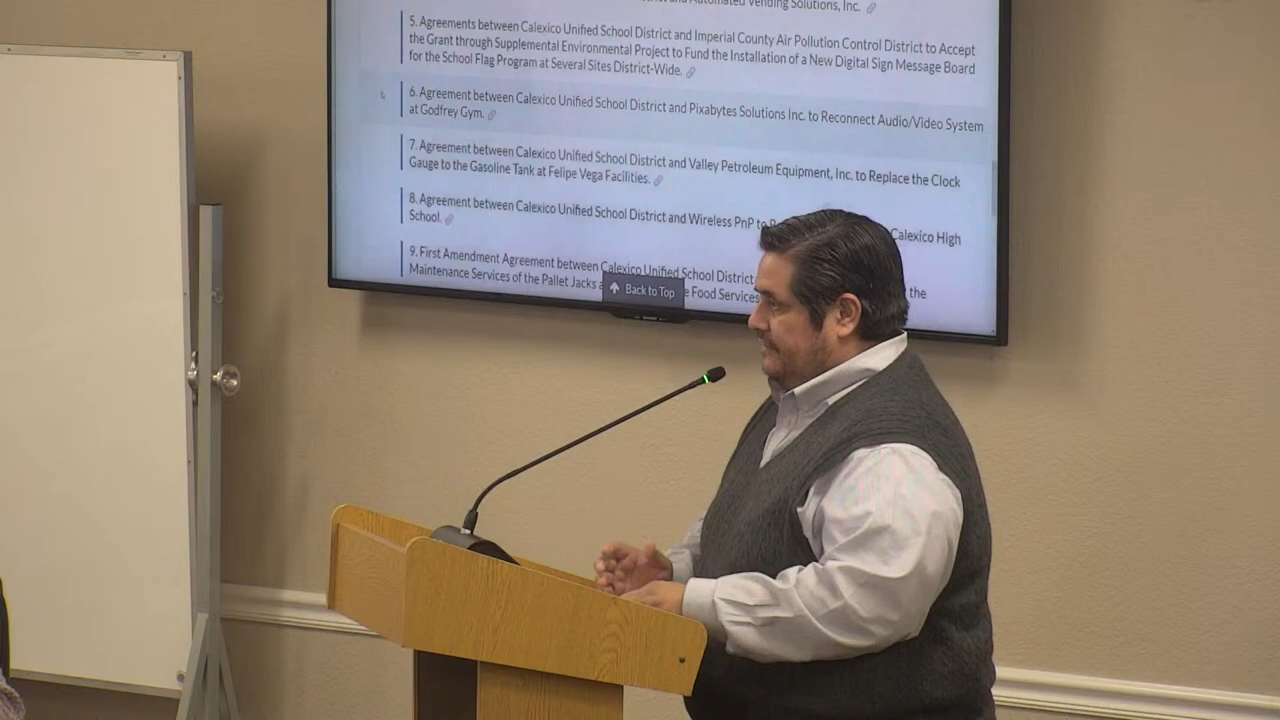 and Automated Vending Solutions, Inc.
5. Agreements between Calexico Unified School District and Imperial County Air Pollution Control District to Accept
the Grant through Supplemental Environmental Project to Fund the Installation of a New Digital Sign Message Board
for the School Flag Program at Several Sites District-Wide.
6. Agreement between Calexico Unified School District and Pixabytes Solutions Inc. to Reconnect Audio/Video System
at Godfrey Gym.
7. Agreement between Calexico Unified School District and Valley Petroleum Equipment, Inc. to Replace the Clock
Gauge to the Gasoline Tank at Felipe Vega Facilities.
8. Agreement between Calexico Unified School District and Wireless PnP to Calexico High
School.
9. First Amendment Agreement between Calexico Unified School District
Maintenance Services of the Pallet Jacks Food Services the
Back to Top